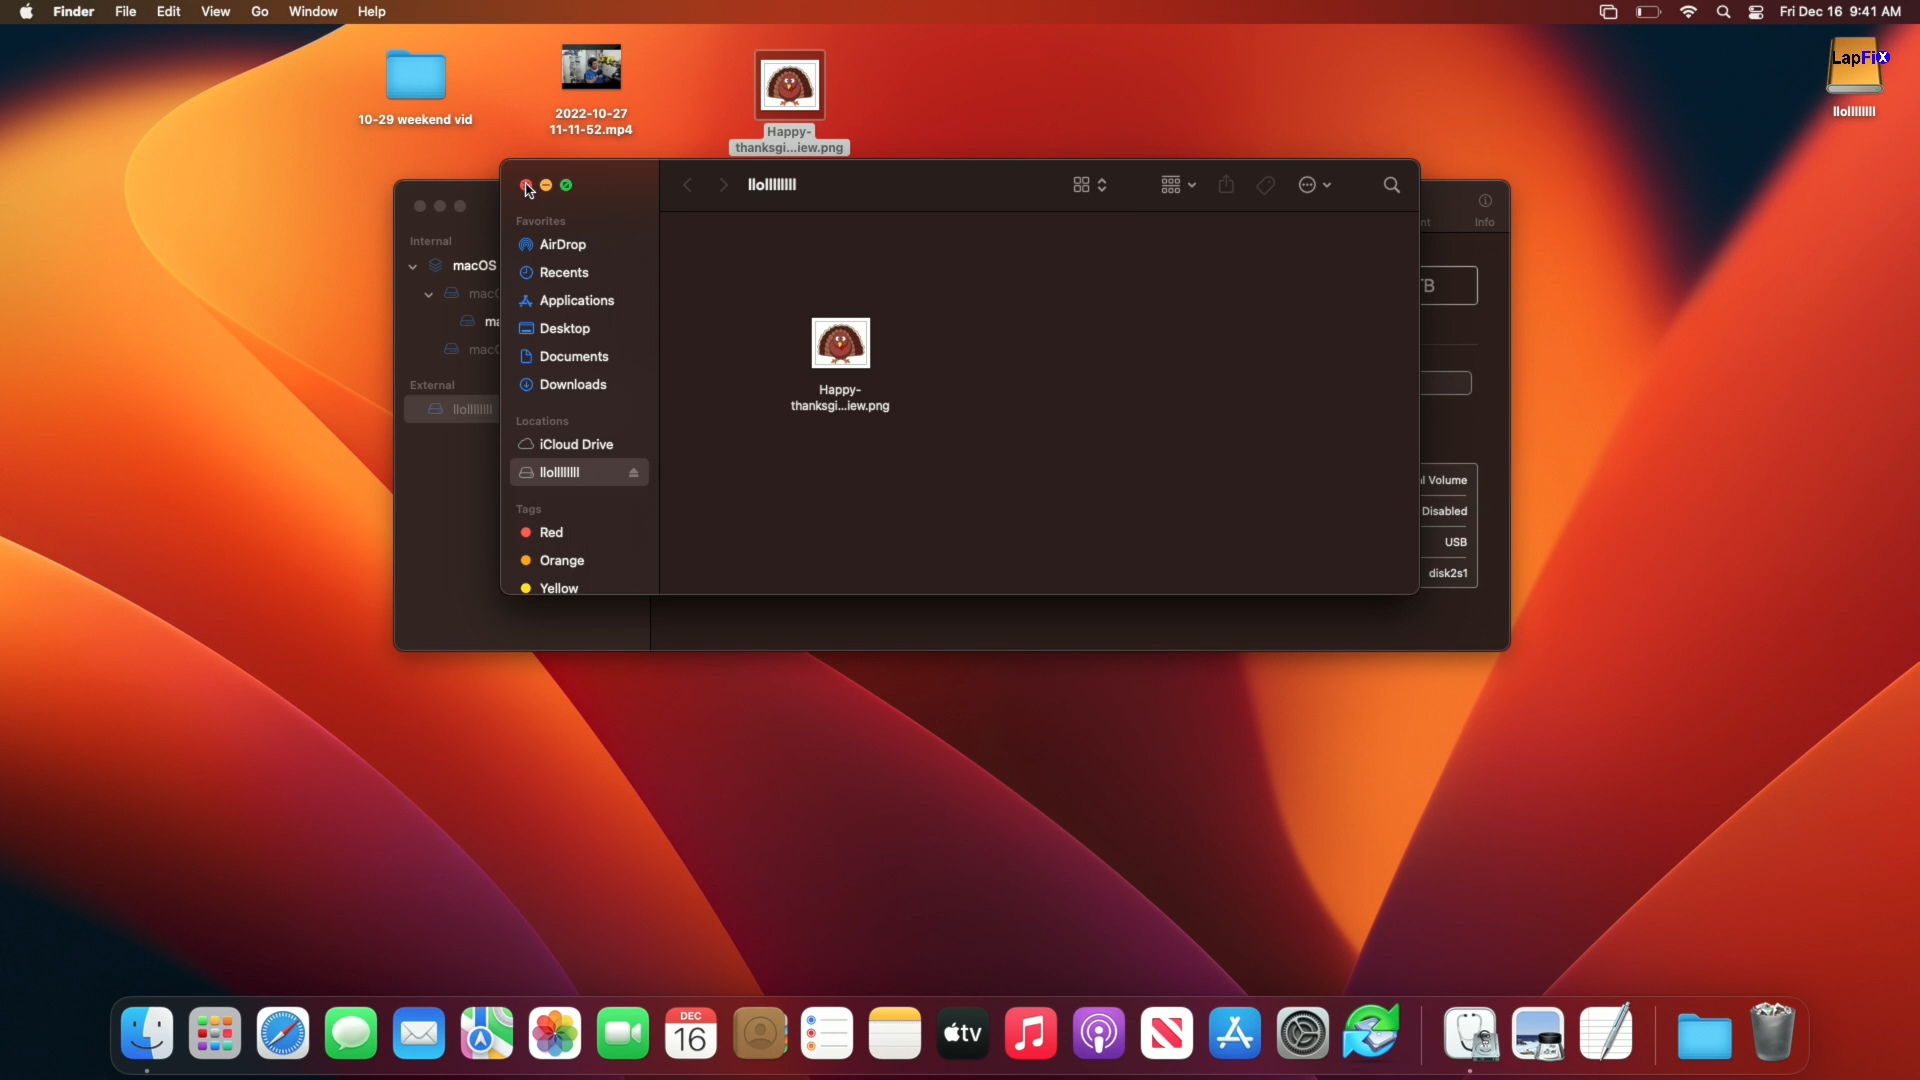 Finder File Edit View Go Window Help
Fri Dec 16 9:41 AM
10-29 weekend vid
2022-10-27
11-11-52.mp4
Happy-
thanksgi...iew.png
LapFix
Internal
macOS
External
Favorites
AirDrop
Recents
Applications
Desktop
Documents
Downloads
Locations
iCloud Drive
Tags
Red
Orange
Yellow
Happy-
thanksgi...iew.png
Info
TB
Volume
Disabled
USB
disk2s1
DEC
16
tv